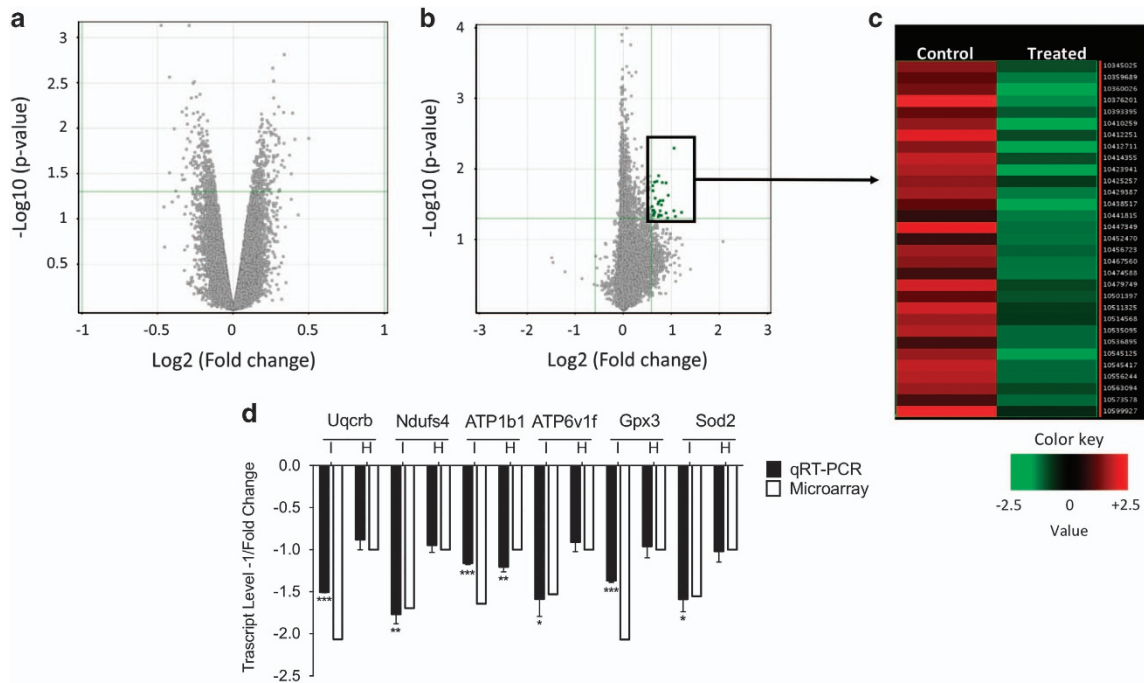 a
3
2.5
2
1.5
1
0.5
-Log10 (p-value)
-1 -0.5 0 0.5 1
Log2 (Fold change)
b
4
3
2
1
-Log10 (p-value)
-3 -2 -1 0 1 2 3
Log2 (Fold change)
c
Control Treated
10345025
10359689
10360026
10376201
10393395
10410259
10412251
10412711
10414355
10423941
10425257
10429387
10438517
10441815
10447349
10452470
10456723
10467560
10474588
10479749
10501397
10511325
10514568
10535095
10536895
10545125
10545417
10556244
10563094
10573578
10599927
Color key
-2.5 0 +2.5
Value
d
Uqcrb Ndufs4 ATP1b1 ATP6v1f Gpx3 Sod2
I H I H I H I H I H I H
0.0
-0.5
-1.0
-1.5
-2.0
-2.5
Trascript Level -1/Fold Change
*** ** *** ** * *** *
qRT-PCR
Microarray